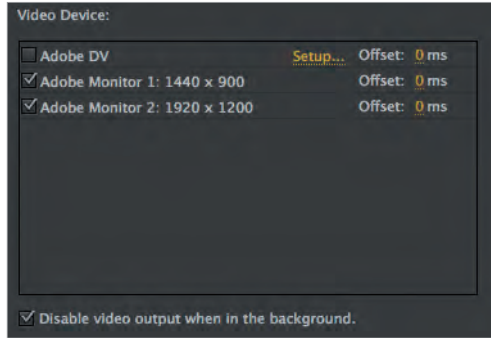 Video Device:
Adobe DV Setup... Offset: 0 ms
Adobe Monitor 1: 1440 x 900 Offset: 0 ms
Adobe Monitor 2: 1920 x 1200 Offset: 0 ms
Disable video output when in the background.